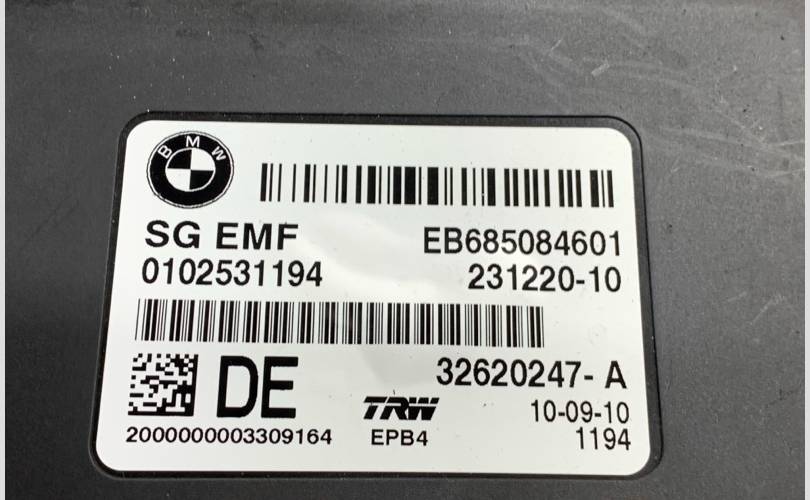 BMW
SG EMF EB685084601
0102531194 231220-10
DE 32620247- A
TRW 10-09-10
2000000003309164 EPB4 1194